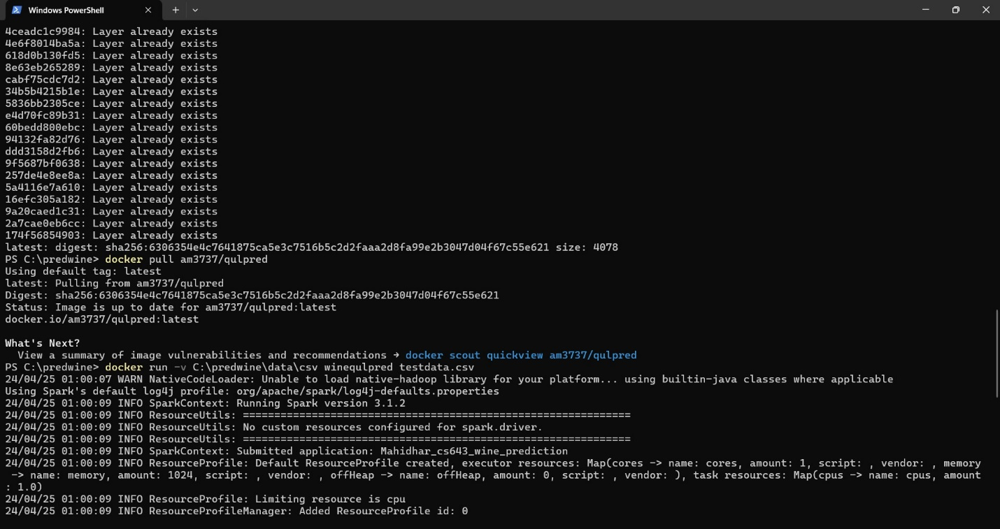 Windows PowerShell
4ceadc1c9984: Layer already exists
4e6f8014ba5a: Layer already exists
618d0b130fd5: Layer already exists
8e63eb265289: Layer already exists
cabf75cdc7d2: Layer already exists
34b5b4215b1e: Layer already exists
5836bb2305ce: Layer already exists
e4d70fc89b31: Layer already exists
60bedd800ebc: Layer already exists
94132fa82d76: Layer already exists
ddd3158d2fb6: Layer already exists
9f5687bf0638: Layer already exists
257de4e8ee8a: Layer already exists
5a4116e7a610: Layer already exists
16efc305a182: Layer already exists
9a20caed1c31: Layer already exists
2a7cae0eb6cc: Layer already exists
174f56854903: Layer already exists
latest: digest: sha256:6306354e4c7641875ca5e3c7516b5c2d2faaa2d8fa99e2b3047d04f67c55e621 size: 4078
PS C:\predwine> docker pull am3737/qulpred
Using default tag: latest
latest: Pulling from am3737/qulpred
Digest: sha256:6306354e4c7641875ca5e3c7516b5c2d2faaa2d8fa99e2b3047d04f67c55e621
Status: Image is up to date for am3737/qulpred:latest
docker.io/am3737/qulpred:latest
What's Next?
View a summary of image vulnerabilities and recommendations → docker scout quickview am3737/qulpred
PS C:\predwine> docker run -v C:\predwine\data\csv winequlpred testdata.csv
24/04/25 01:00:07 WARN NativeCodeLoader: Unable to load native-hadoop library for your platform... using builtin-java classes where applicable
Using Spark's default log4j profile: org/apache/spark/log4j-defaults.properties
24/04/25 01:00:09 INFO SparkContext: Running Spark version 3.1.2
24/04/25 01:00:09 INFO ResourceUtils: ==============================================================
24/04/25 01:00:09 INFO ResourceUtils: No custom resources configured for spark.driver.
24/04/25 01:00:09 INFO ResourceUtils: ==============================================================
24/04/25 01:00:09 INFO SparkContext: Submitted application: Mahidhar_cs643_wine_prediction
24/04/25 01:00:09 INFO ResourceProfile: Default ResourceProfile created, executor resources: Map(cores -> name: cores, amount: 1, script: , vendor: , memory
-> name: memory, amount: 1024, script: , vendor: , offHeap -> name: offHeap, amount: 0, script: , vendor: ), task resources: Map(cpus -> name: cpus, amount
: 1.0)
24/04/25 01:00:09 INFO ResourceProfile: Limiting resource is cpu
24/04/25 01:00:09 INFO ResourceProfileManager: Added ResourceProfile id: 0